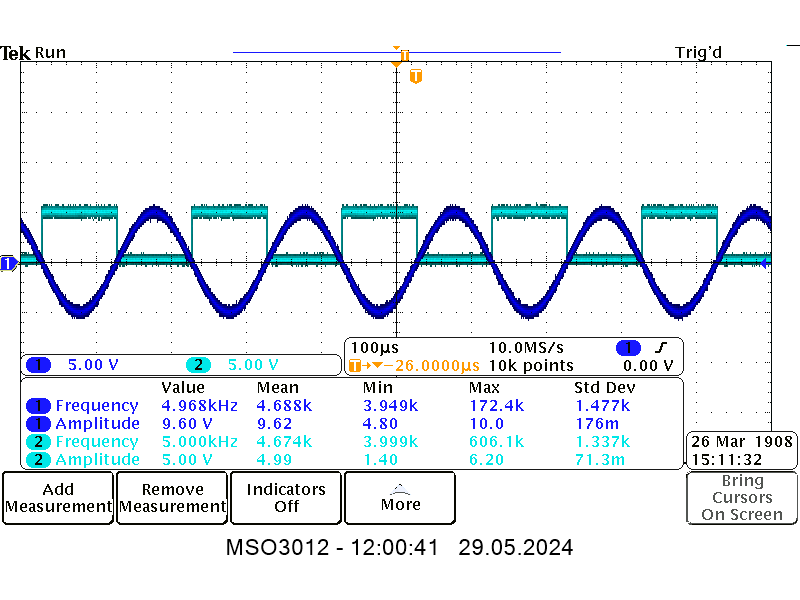 Tek Run Trig'd
T
T
1
100µs 10.0MS/s 1
T→▼−26.0000µs 10k points 0.00 V
1 5.00 V 2 5.00 V
Value Mean Min Max Std Dev
1 Frequency 4.968kHz 4.688k 3.949k 172.4k 1.477k
1 Amplitude 9.60 V 9.62 4.80 10.0 176m
2 Frequency 5.000kHz 4.674k 3.999k 606.1k 1.337k
2 Amplitude 5.00 V 4.99 1.40 6.20 71.3m
26 Mar 1908
15:11:32
Add
Measurement
Remove
Measurement
Indicators
Off
More
Bring
Cursors
On Screen
MSO3012 - 12:00:41 29.05.2024